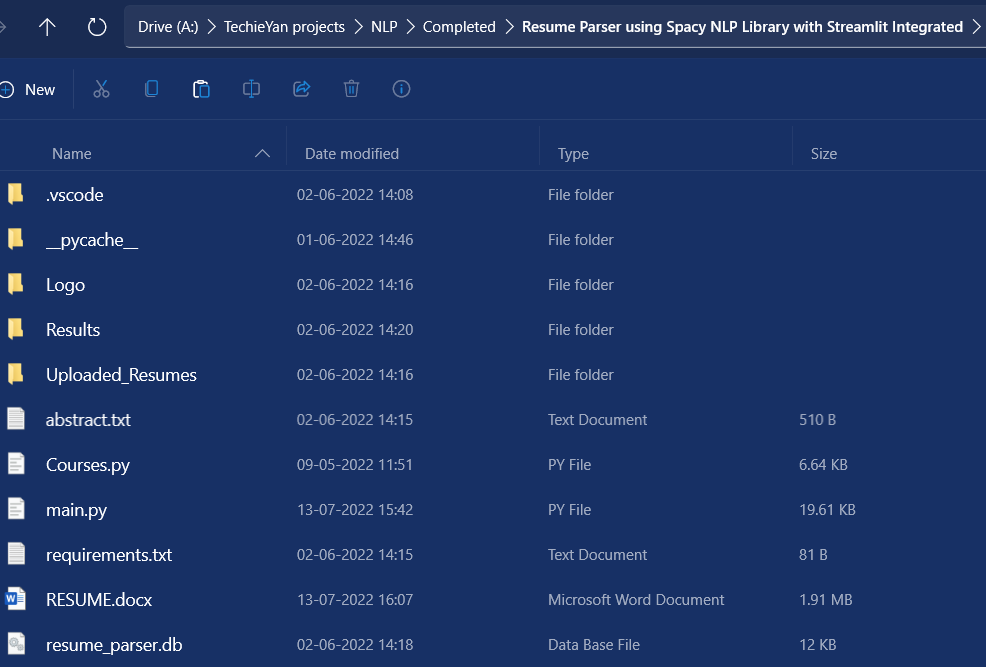 Drive (A:) > TechieYan projects > NLP > Completed > Resume Parser using Spacy NLP Library with Streamlit Integrated >
New
Name Date modified Type Size
.vscode 02-06-2022 14:08 File folder
__pycache__ 01-06-2022 14:46 File folder
Logo 02-06-2022 14:16 File folder
Results 02-06-2022 14:20 File folder
Uploaded_Resumes 02-06-2022 14:16 File folder
abstract.txt 02-06-2022 14:15 Text Document 510 B
Courses.py 09-05-2022 11:51 PY File 6.64 KB
main.py 13-07-2022 15:42 PY File 19.61 KB
requirements.txt 02-06-2022 14:15 Text Document 81 B
RESUME.docx 13-07-2022 16:07 Microsoft Word Document 1.91 MB
resume_parser.db 02-06-2022 14:18 Data Base File 12 KB